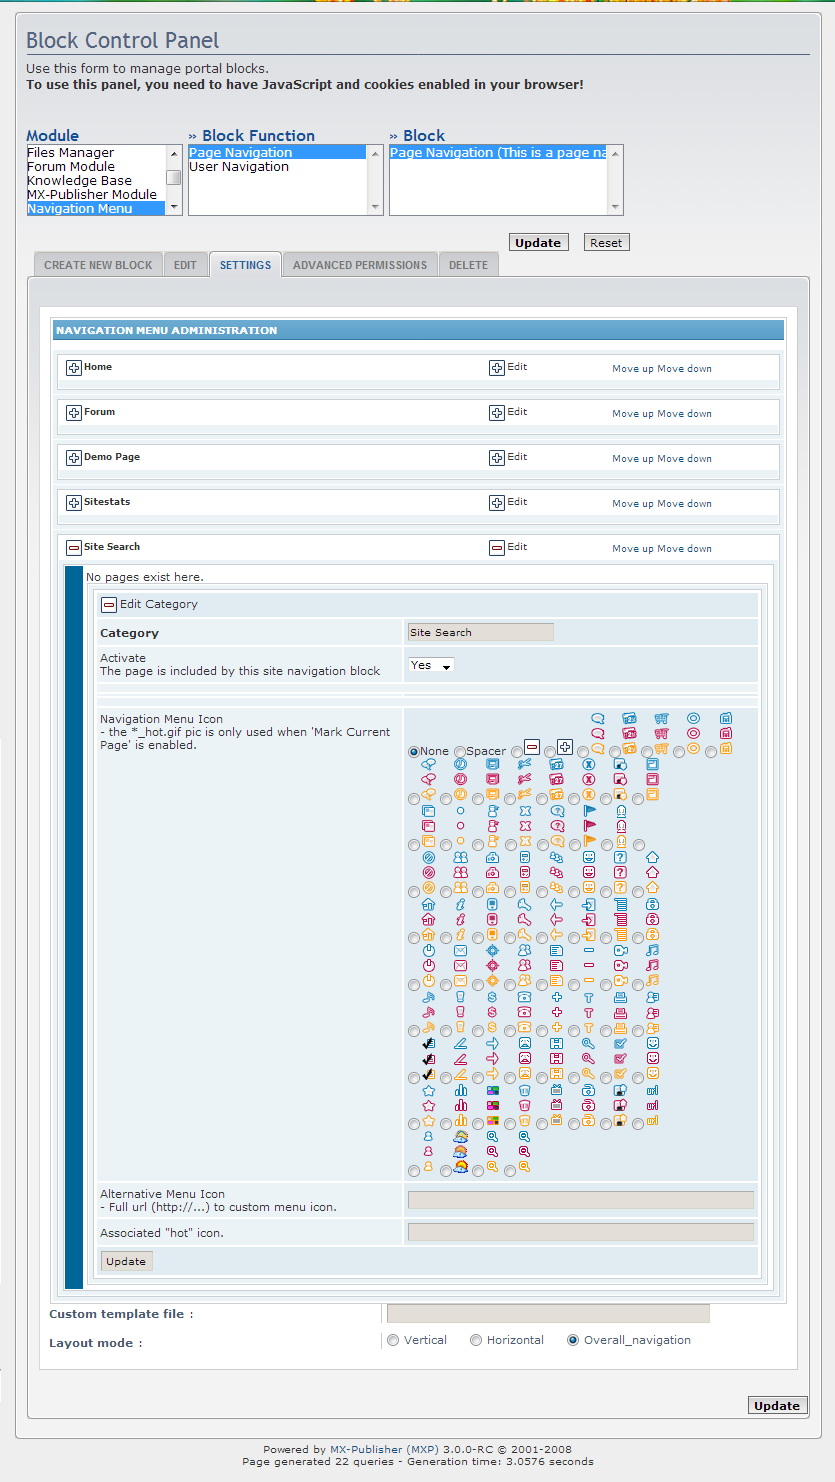 Block Control Panel
Use this form to manage portal blocks.
To use this panel, you need to have JavaScript and cookies enabled in your browser!
Module » Block Function » Block
Files Manager
Forum Module
Knowledge Base
MX-Publisher Module
Navigation Menu
Page Navigation
User Navigation
Page Navigation (This is a page na
Update Reset
CREATE NEW BLOCK EDIT SETTINGS ADVANCED PERMISSIONS DELETE
NAVIGATION MENU ADMINISTRATION
Home Edit Move up Move down
Forum Edit Move up Move down
Demo Page Edit Move up Move down
Sitestats Edit Move up Move down
Site Search Edit Move up Move down
No pages exist here.
Edit Category
Category Site Search
Activate
The page is included by this site navigation block
Yes
Navigation Menu Icon
- the *_hot.gif pic is only used when 'Mark Current
Page' is enabled.
None Spacer
Alternative Menu Icon
- Full url (http://...) to custom menu icon.
Associated "hot" icon.
Update
Custom template file :
Layout mode : Vertical Horizontal Overall_navigation
Update
Powered by MX-Publisher (MXP) 3.0.0-RC © 2001-2008
Page generated 22 queries - Generation time: 3.0576 seconds